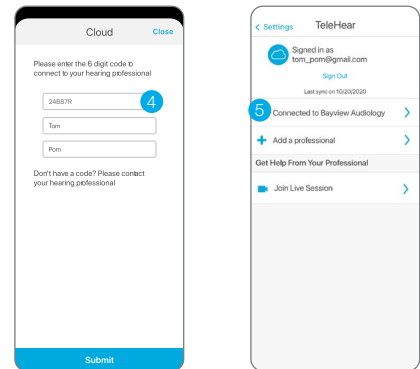 Cloud
Close
Please enter the 6 digit code to
connect to your hearing professional
24B87R
4
Tom
Pom
Don't have a code? Please contact
your hearing professional
Submit
Settings
TeleHear
Signed in as
tom_pom@gmail.com
Sign Out
Last sync on 10/20/2020
5
Connected to Bayview Audiology
Add a professional
Get Help From Your Professional
Join Live Session